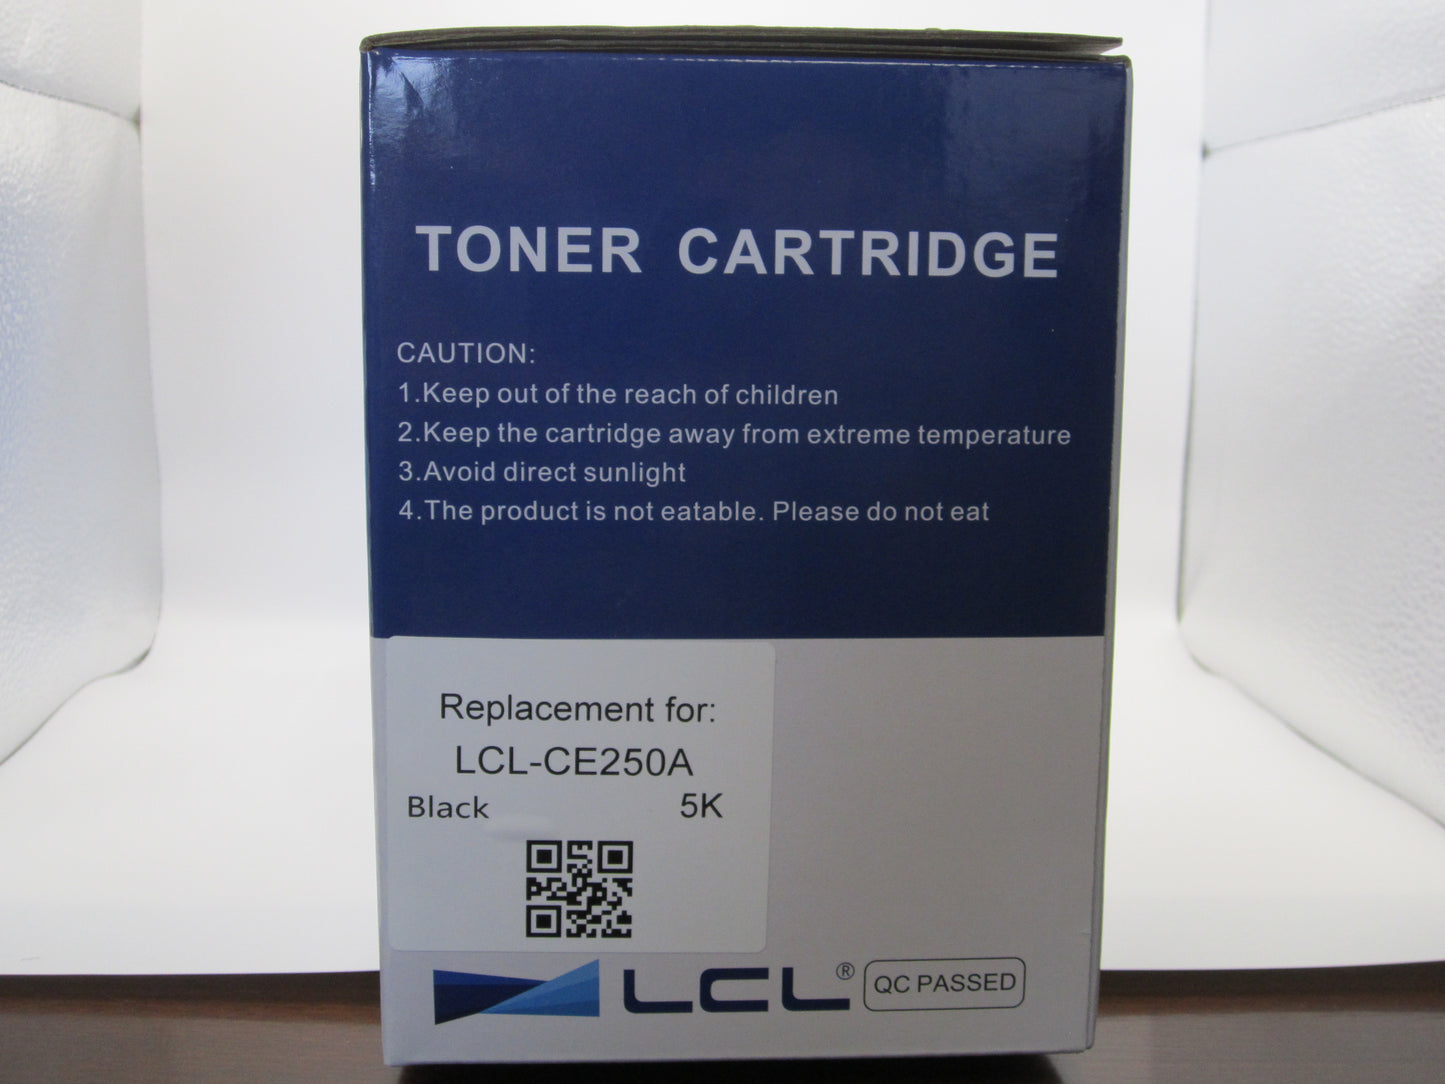 TONER CARTRIDGE
CAUTION:
1.Keep out of the reach of children
2.Keep the cartridge away from extreme temperature
3.Avoid direct sunlight
4.The product is not eatable. Please do not eat
Replacement for:
LCL-CE250A
Black 5K
LCL® QC PASSED